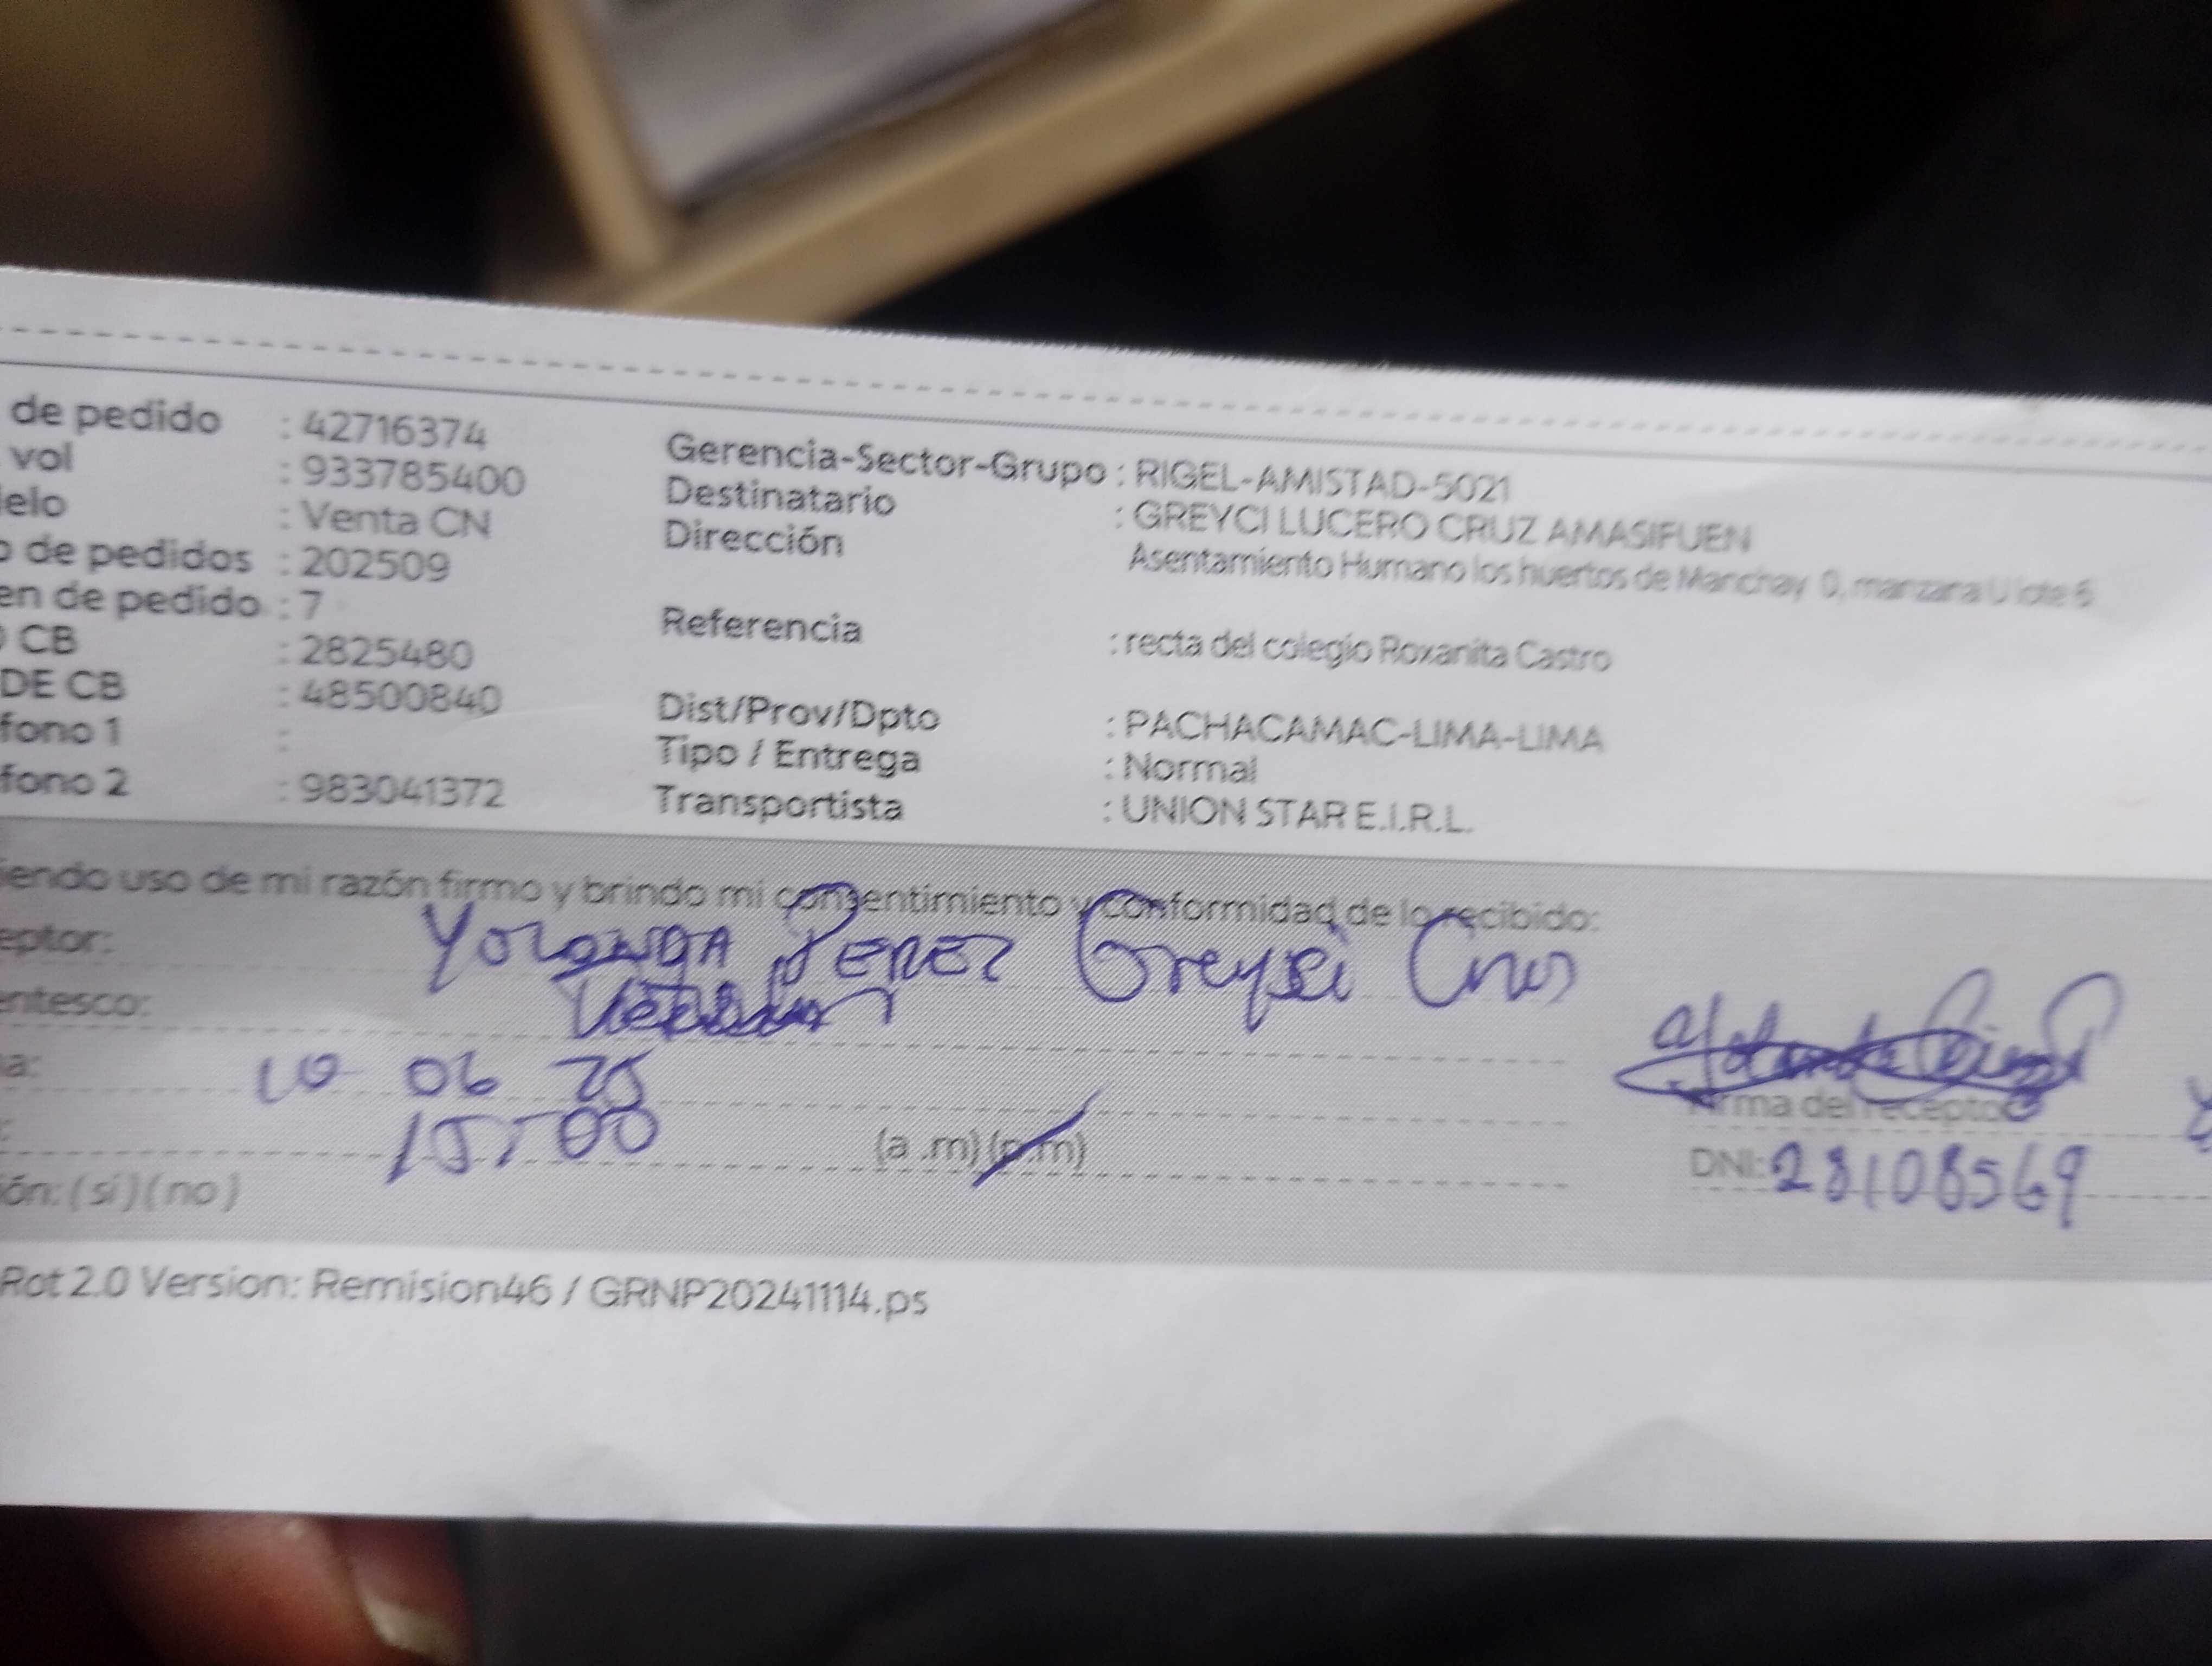 de pedido : 42716374
vol : 933785400
elo : Venta CN
o de pedidos : 202509
en de pedido : 7
CB : 2825480
DE CB : 48500840
fono 1 :
fono 2 : 983041372
Gerencia-Sector-Grupo : RIGEL-AMISTAD-5021
Destinatario : GREYCI LUCERO CRUZ AMASIFUEN
Dirección Asentamiento Humano los huertos de Manchay 0, manzana U lote 6
Referencia : recta del colegio Roxanita Castro
Dist/Prov/Dpto : PACHACAMAC-LIMA-LIMA
Tipo / Entrega : Normal
Transportista : UNION STAR E.I.R.L.
iendo uso de mi razón firmo y brindo mi consentimiento y conformidad de lo recibido:
eptor: YOLANDA PEREZ Greysi Cruz
entesco:
a: 10 06 25
: 15:00 (a .m) (p.m)
ión: (si) (no)
Firma del receptor
DNI: 28108569
Rot 2.0 Version: Remision46 / GRNP20241114.ps